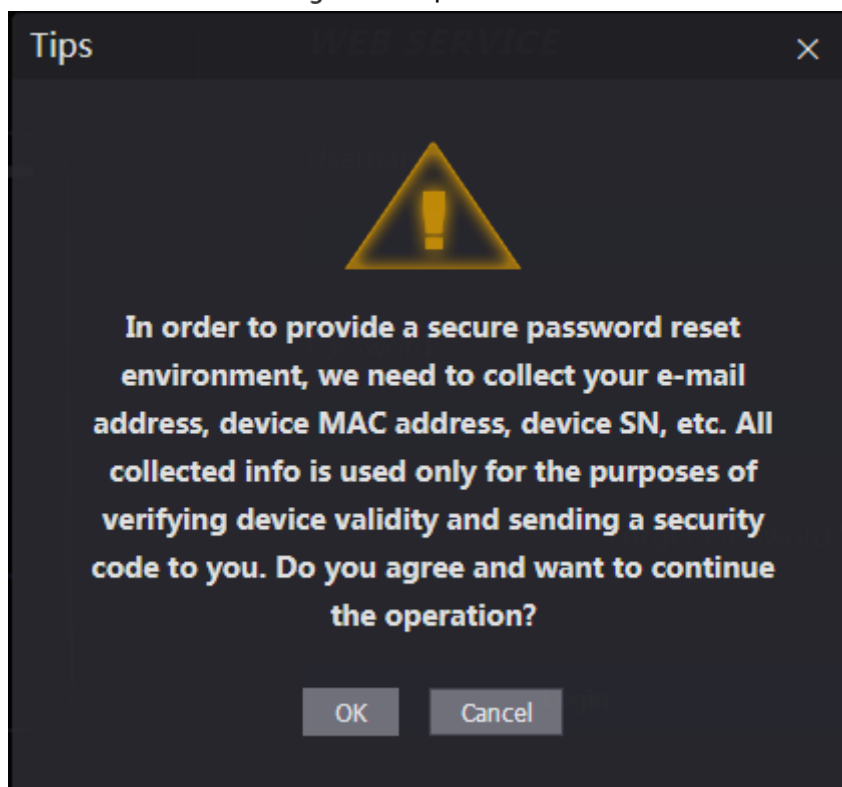 Tips
WEB SERVICE
In order to provide a secure password reset
environment, we need to collect your e-mail
address, device MAC address, device SN, etc. All
collected info is used only for the purposes of
verifying device validity and sending a security
code to you. Do you agree and want to continue
the operation?
OK
Cancel